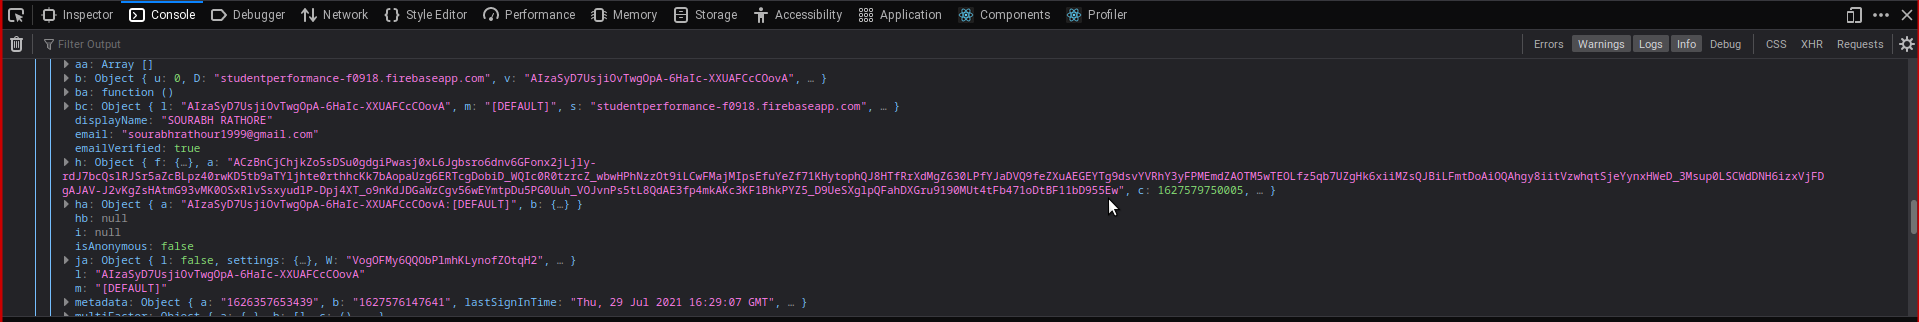 Inspector Console Debugger Network Style Editor Performance Memory Storage Accessibility Application Components Profiler
Filter Output Errors Warnings Logs Info Debug CSS XHR Requests
aa: Array []
b: Object { u: 0, D: "studentperformance-f0918.firebaseapp.com", v: "AIzaSyD7UsjiOvTwgOpA-6HaIc-XXUAFCcCOovA", … }
ba: function ()
bc: Object { l: "AIzaSyD7UsjiOvTwgOpA-6HaIc-XXUAFCcCOovA", m: "[DEFAULT]", s: "studentperformance-f0918.firebaseapp.com", … }
displayName: "SOURABH RATHORE"
email: "sourabhrathour1999@gmail.com"
emailVerified: true
h: Object { f: {…}, a:
c: 1627579750005, … }
ha: Object { a: "AIzaSyD7UsjiOvTwgOpA-6HaIc-XXUAFCcCOovA:[DEFAULT]", b: {…} }
hb: null
i: null
isAnonymous: false
ja: Object { l: false, settings: {…}, W: "VogOFMy6QQObPlmhKLynofZOtqH2", … }
l: "AIzaSyD7UsjiOvTwgOpA-6HaIc-XXUAFCcCOovA"
m: "[DEFAULT]"
metadata: Object { a: "1626357653439", b: "1627576147641", lastSignInTime: "Thu, 29 Jul 2021 16:29:07 GMT", … }